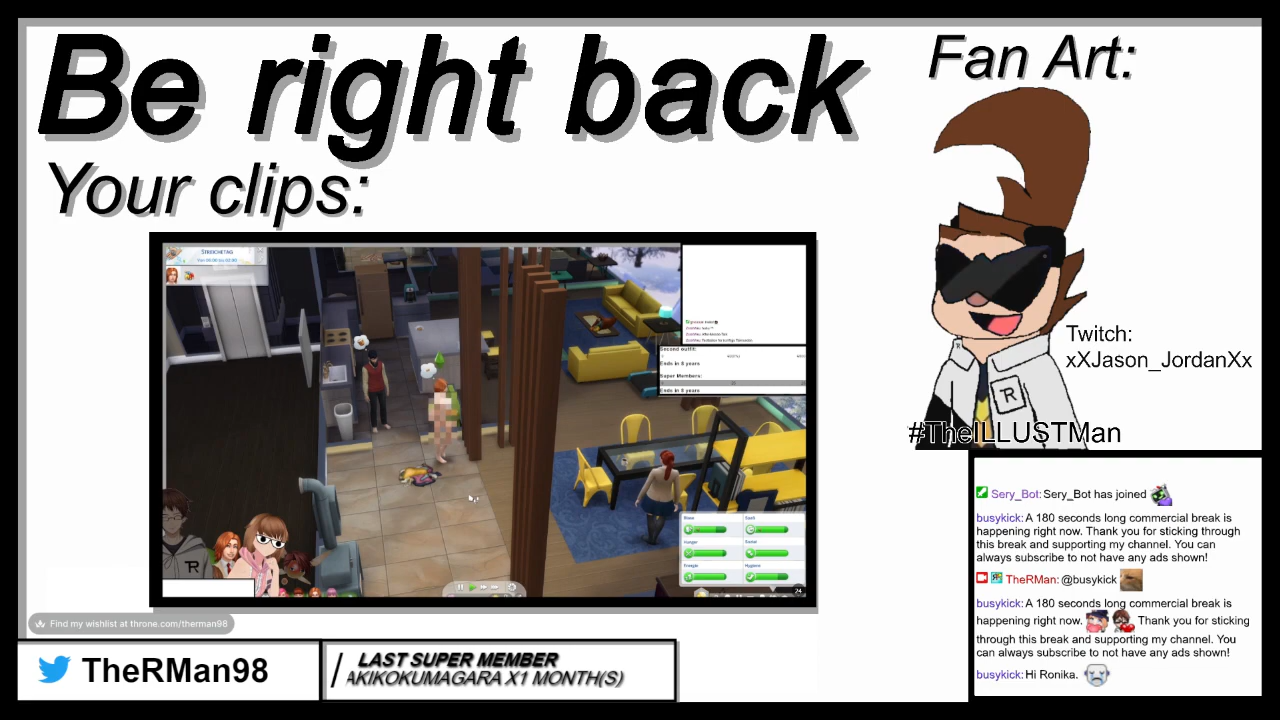 Be right back
Your clips:
Fan Art:
Twitch:
xXJason_JordanXx
#TheILLUSTMan
Second outfit:
Ends in 8 years
Super Members:
Ends in 8 years
Hunger
Social
Hygiene
24
R
Sery_Bot: Sery_Bot has joined
busykick: A 180 seconds long commercial break is
happening right now. Thank you for sticking through
this break and supporting my channel. You can
always subscribe to not have any ads shown!
TheRMan: @busykick
busykick: A 180 seconds long commercial break is
happening right now. Thank you for sticking
through this break and supporting my channel. You
can always subscribe to not have any ads shown!
busykick: Hi Ronika.
Find my wishlist at throne.com/therman98
TheRMan98
LAST SUPER MEMBER
AKIKOKUMAGARA X1 MONTH(S)